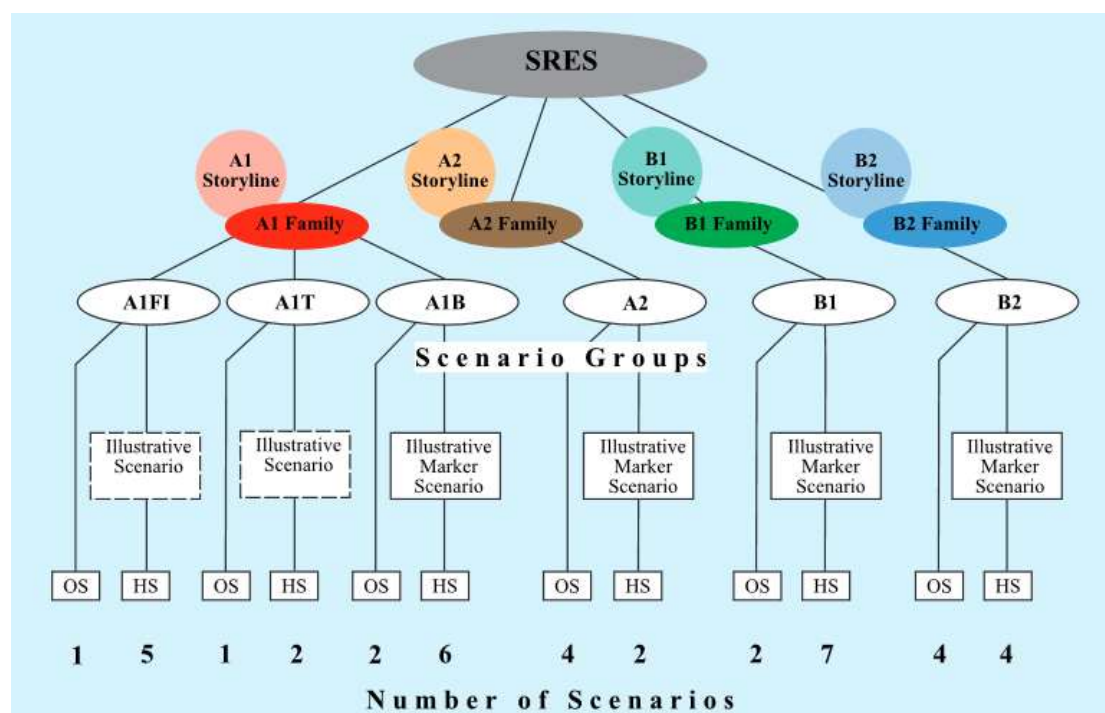 SRES
A1
Storyline
A2
Storyline
B1
Storyline
B2
Storyline
A1 Family
A2 Family
B1 Family
B2 Family
A1FI
A1T
A1B
A2
B1
B2
Scenario Groups
Illustrative
Scenario
Illustrative
Scenario
Illustrative
Marker
Scenario
Illustrative
Marker
Scenario
Illustrative
Marker
Scenario
Illustrative
Marker
Scenario
OS HS OS HS OS HS OS HS OS HS OS HS
1 5 1 2 2 6 4 2 2 7 4 4
Number of Scenarios